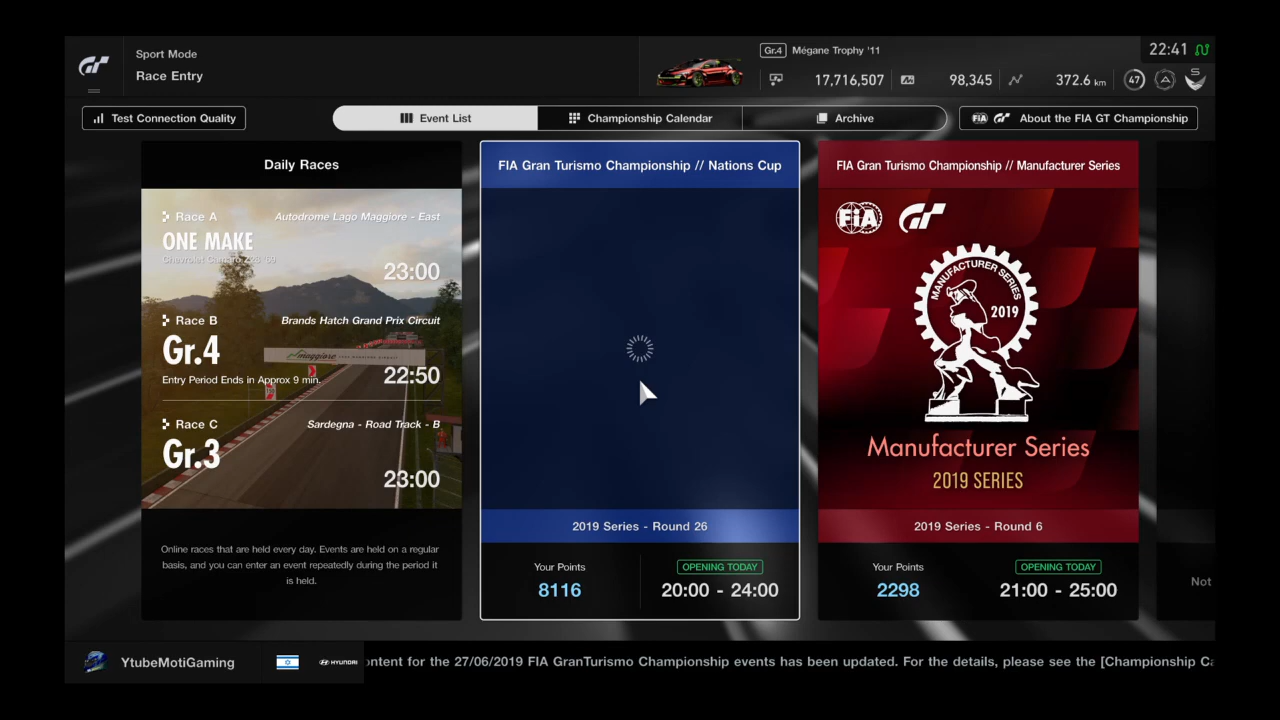 Sport Mode
Race Entry
Gr.4 Mégane Trophy '11
17,716,507 98,345 372.6 km 47 A S
22:41
Test Connection Quality
Event List
Championship Calendar
Archive
FIA GT About the FIA GT Championship
Daily Races
Race A Autodrome Lago Maggiore - East
ONE MAKE
Chevrolet Camaro Z28 '69
23:00
Race B Brands Hatch Grand Prix Circuit
Gr.4
Entry Period Ends in Approx 9 min.
22:50
Race C Sardegna - Road Track - B
Gr.3
23:00
Online races that are held every day. Events are held on a regular
basis, and you can enter an event repeatedly during the period it
is held.
FIA Gran Turismo Championship // Nations Cup
2019 Series - Round 26
Your Points
8116
OPENING TODAY
20:00 - 24:00
FIA Gran Turismo Championship // Manufacturer Series
FIA GT
MANUFACTURER SERIES
2019
Manufacturer Series
2019 SERIES
2019 Series - Round 6
Your Points
2298
OPENING TODAY
21:00 - 25:00
Not
YtubeMotiGaming
HYUNDAI
ontent for the 27/06/2019 FIA GranTurismo Championship events has been updated. For the details, please see the [Championship Ca